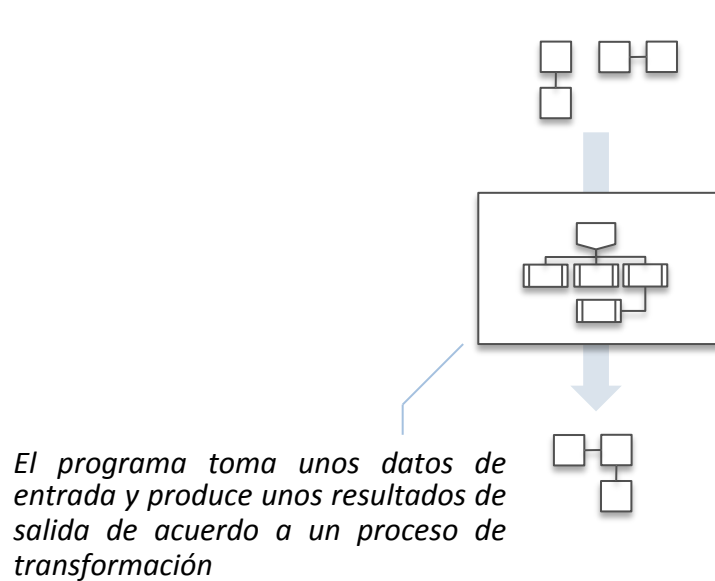 El programa toma unos datos de
entrada y produce unos resultados de
salida de acuerdo a un proceso de
transformación